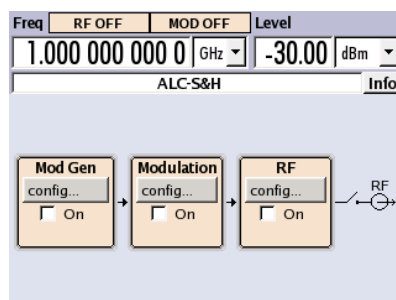 Freq RF OFF MOD OFF Level
1.000 000 000 0 GHz -30.00 dBm
ALC-S&H Info
Mod Gen Modulation RF
config... config... config... RF
On On On